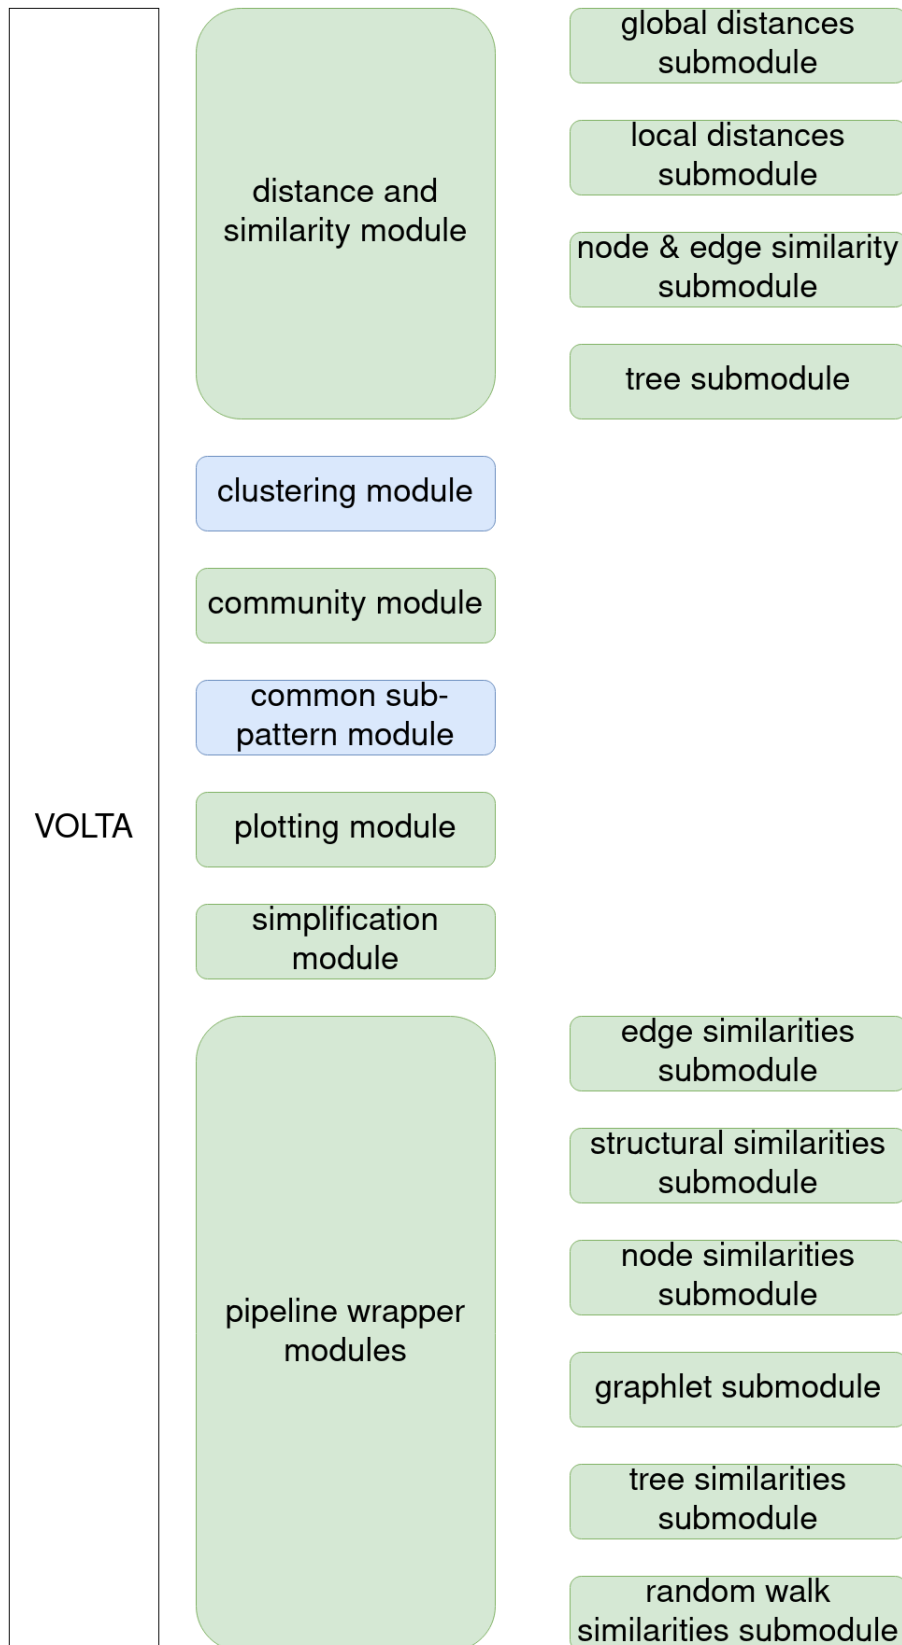 VOLTA
distance and
similarity module
global distances
submodule
local distances
submodule
node & edge similarity
submodule
tree submodule
clustering module
community module
common sub-
pattern module
plotting module
simplification
module
pipeline wrapper
modules
edge similarities
submodule
structural similarities
submodule
node similarities
submodule
graphlet submodule
tree similarities
submodule
random walk
similarities submodule